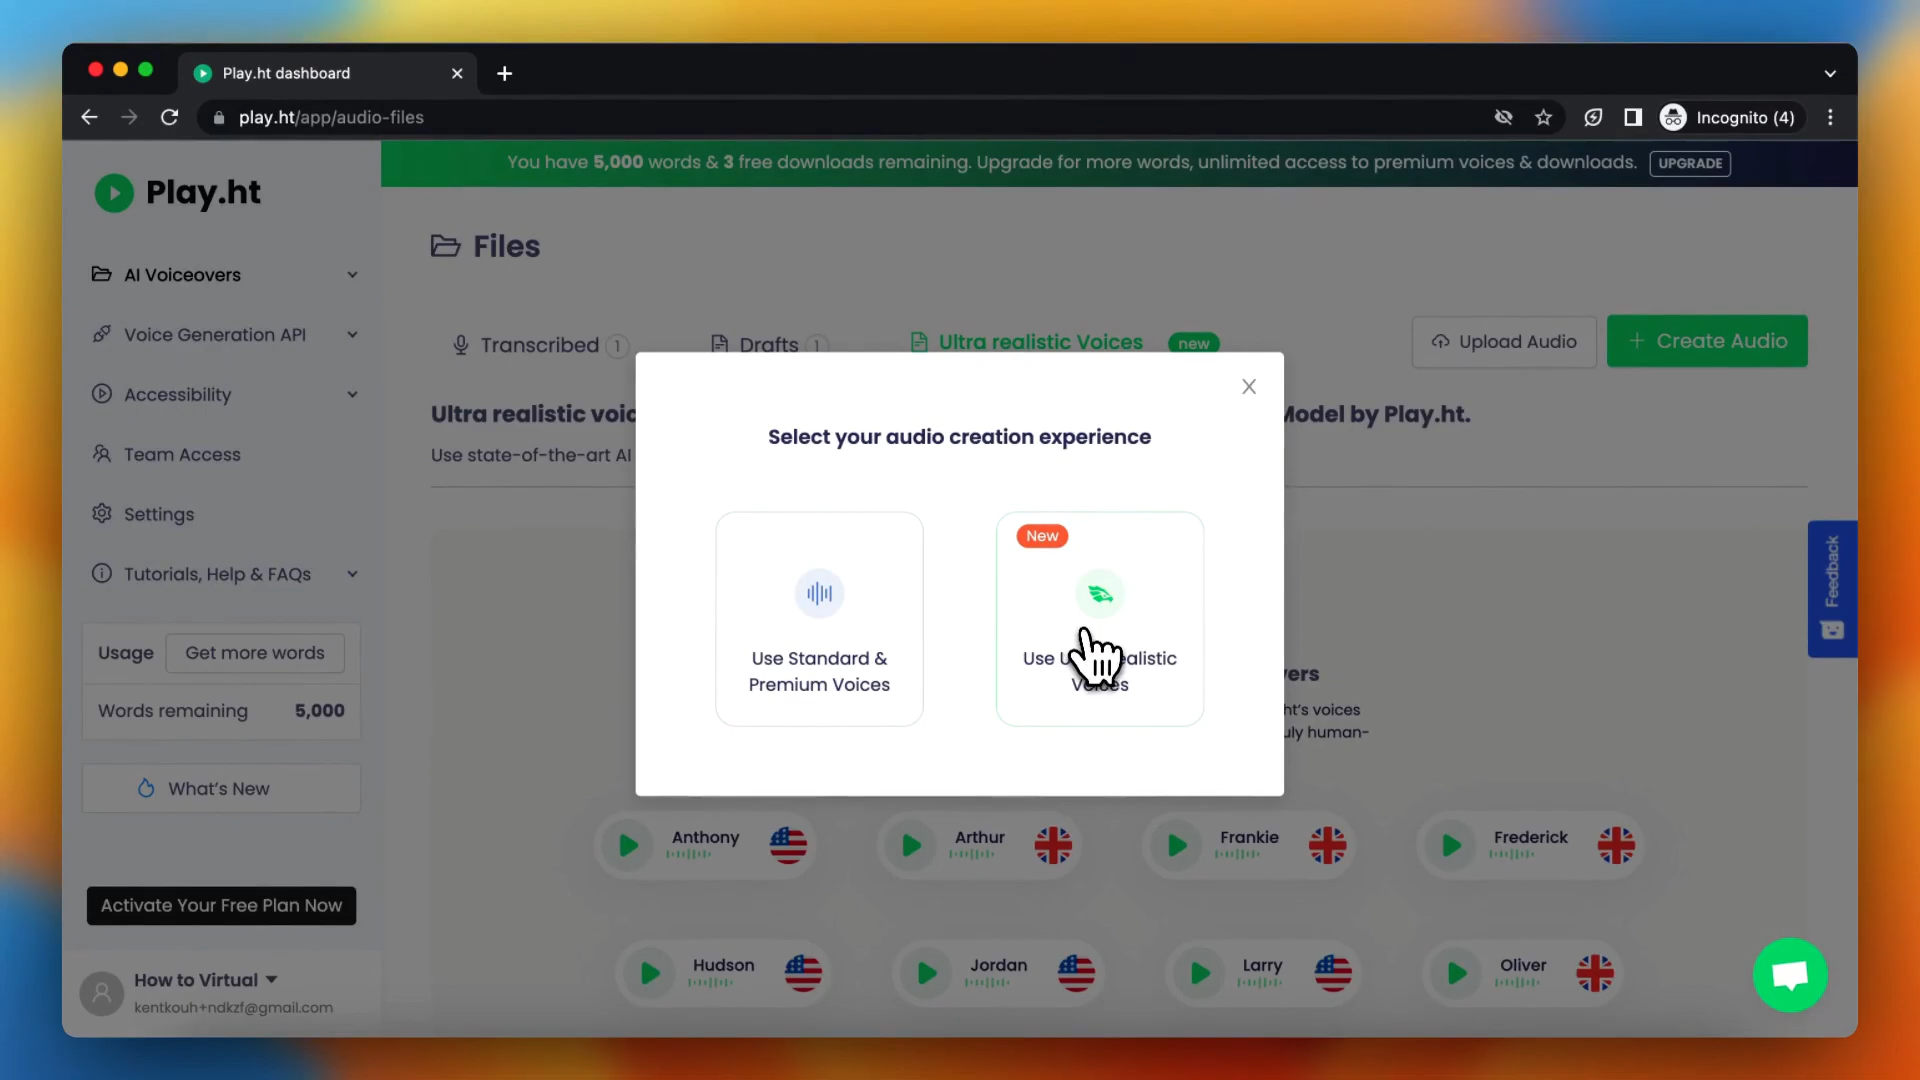 Play.ht dashboard
play.ht/app/audio-files
Incognito (4)
You have 5,000 words & 3 free downloads remaining. Upgrade for more words, unlimited access to premium voices & downloads.
UPGRADE
Play.ht
AI Voiceovers
Voice Generation API
Accessibility
Team Access
Settings
Tutorials, Help & FAQs
Usage
Get more words
Words remaining
5,000
What's New
Activate Your Free Plan Now
How to Virtual
kentkouh+ndkzf@gmail.com
Files
Transcribed 1
Drafts 1
Ultra realistic Voices
new
Upload Audio
+ Create Audio
Ultra realistic
Model by Play.ht.
Use state-of-the-art AI
Select your audio creation experience
Use Standard &
Premium Voices
New
Use
Voices
ht's voices
human-
Anthony
Arthur
Frankie
Frederick
Hudson
Jordan
Larry
Oliver
Feedback